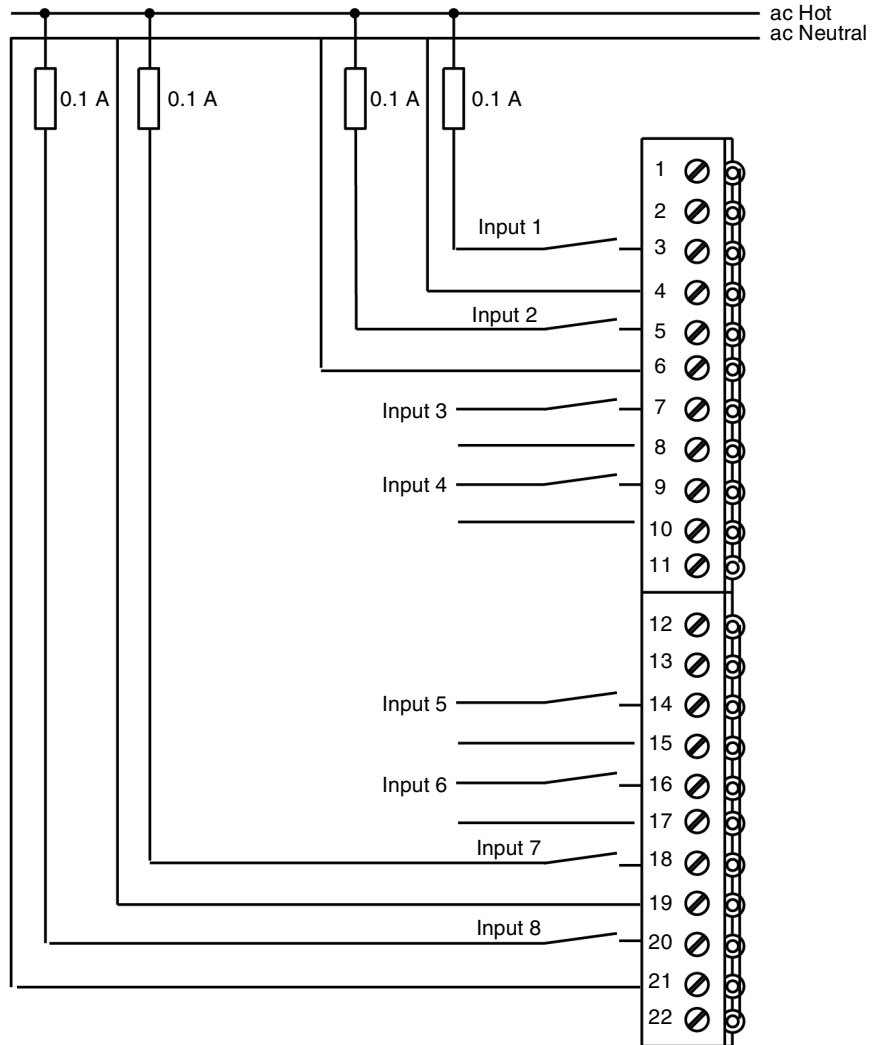 ac Hot
ac Neutral
0.1 A
0.1 A
0.1 A
0.1 A
1
2
Input 1
3
4
Input 2
5
6
Input 3
7
8
Input 4
9
10
11
12
13
Input 5
14
15
Input 6
16
17
Input 7
18
19
Input 8
20
21
22